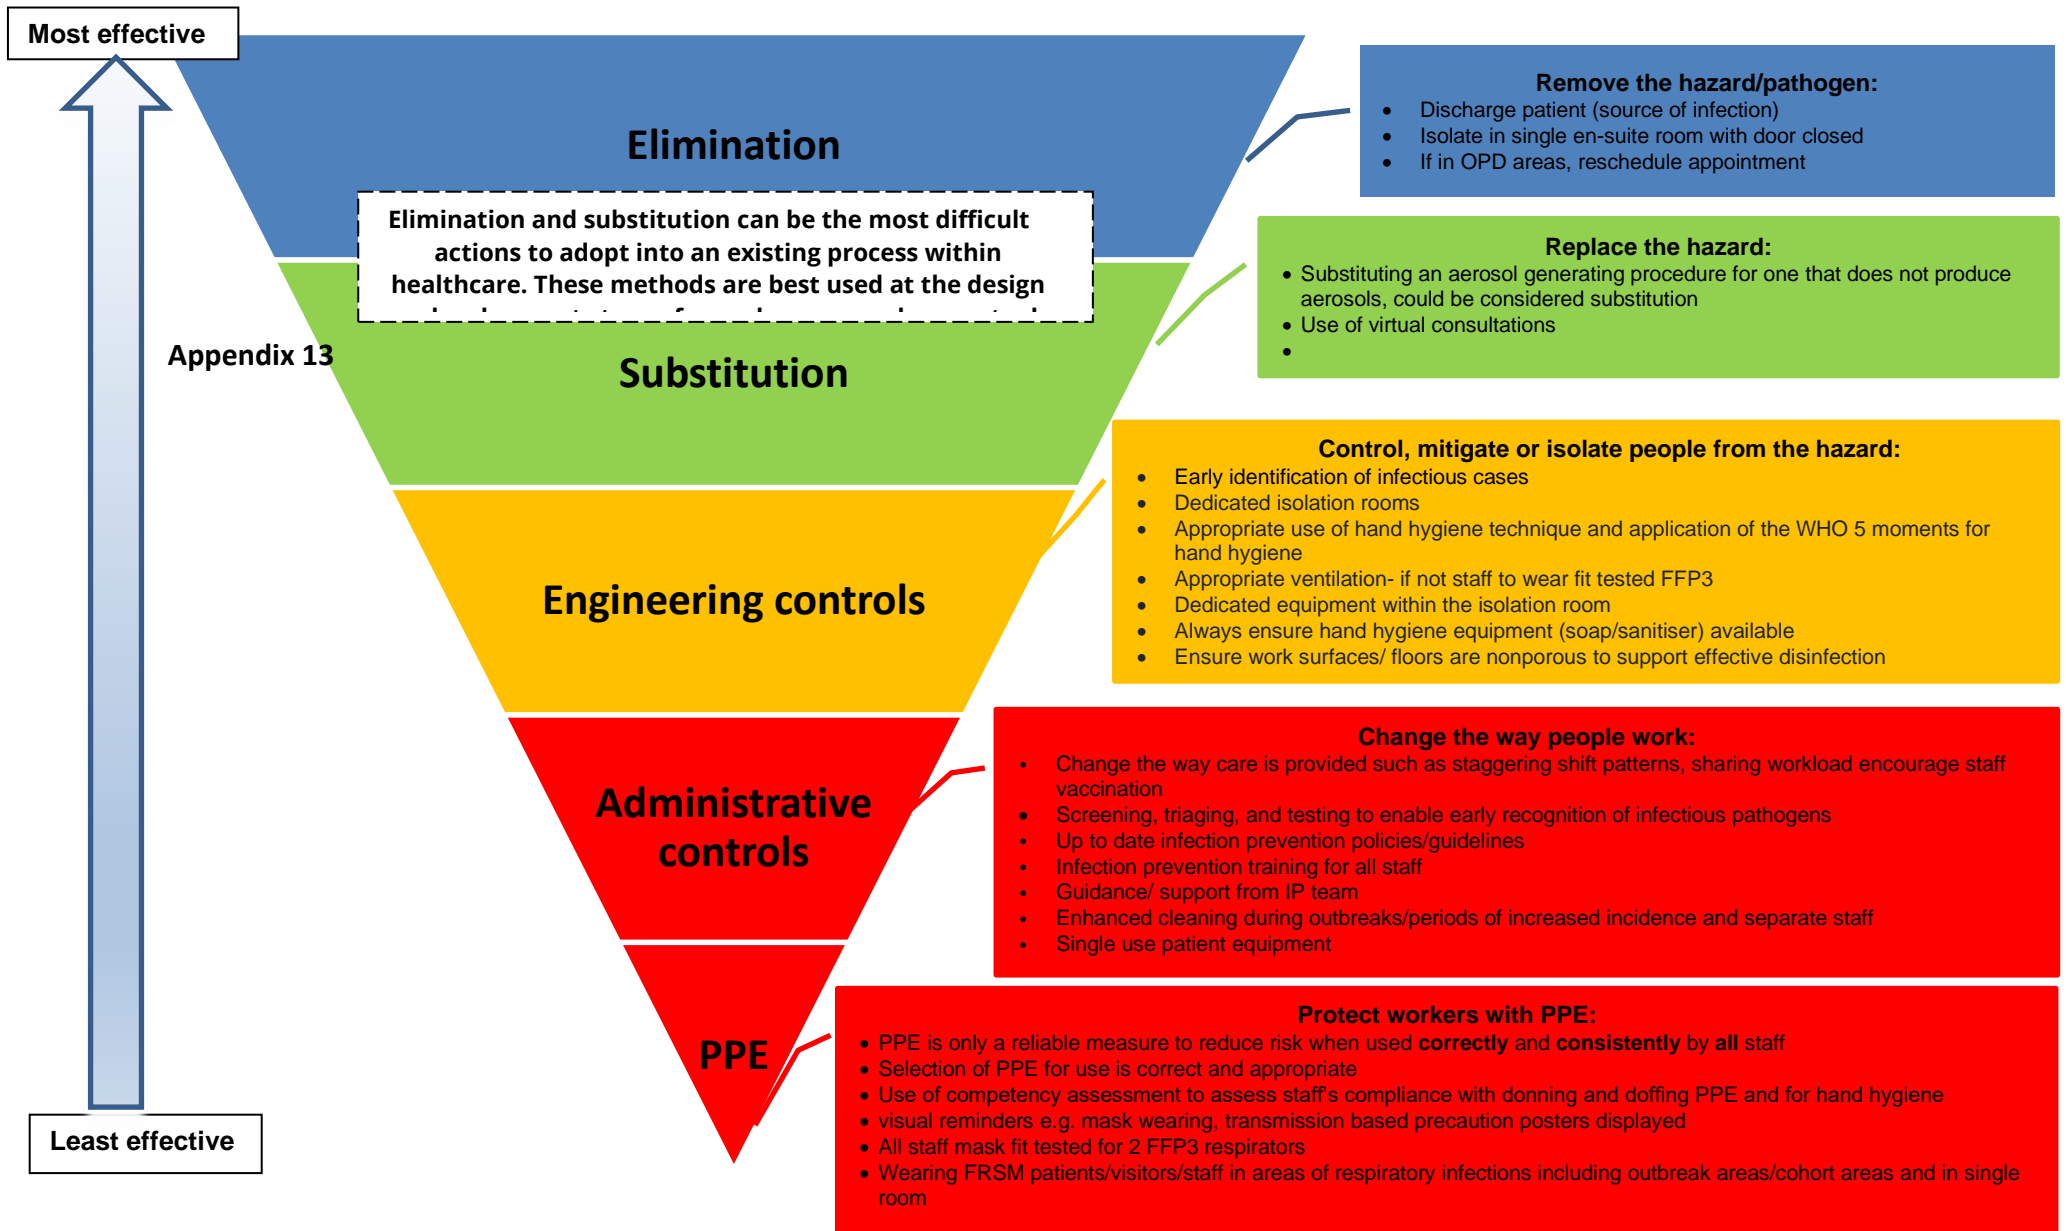 Most effective
Elimination
Elimination and substitution can be the most difficult
actions to adopt into an existing process within
healthcare. These methods are best used at the design
Appendix 13
Substitution
Engineering controls
Administrative
controls
PPE
Least effective
Remove the hazard/pathogen:
• Discharge patient (source of infection)
• Isolate in single en-suite room with door closed
• If in OPD areas, reschedule appointment
Replace the hazard:
• Substituting an aerosol generating procedure for one that does not produce
aerosols, could be considered substitution
• Use of virtual consultations
•
Control, mitigate or isolate people from the hazard:
• Early identification of infectious cases
• Dedicated isolation rooms
• Appropriate use of hand hygiene technique and application of the WHO 5 moments for
hand hygiene
• Appropriate ventilation- if not staff to wear fit tested FFP3
• Dedicated equipment within the isolation room
• Always ensure hand hygiene equipment (soap/sanitiser) available
• Ensure work surfaces/ floors are nonporous to support effective disinfection
Change the way people work:
• Change the way care is provided such as staggering shift patterns, sharing workload encourage staff
vaccination
• Screening, triaging, and testing to enable early recognition of infectious pathogens
• Up to date infection prevention policies/guidelines
• Infection prevention training for all staff
• Guidance/ support from IP team
• Enhanced cleaning during outbreaks/periods of increased incidence and separate staff
• Single use patient equipment
Protect workers with PPE:
• PPE is only a reliable measure to reduce risk when used correctly and consistently by all staff
• Selection of PPE for use is correct and appropriate
• Use of competency assessment to assess staff's compliance with donning and doffing PPE and for hand hygiene
• visual reminders e.g. mask wearing, transmission based precaution posters displayed
• All staff mask fit tested for 2 FFP3 respirators
• Wearing FRSM patients/visitors/staff in areas of respiratory infections including outbreak areas/cohort areas and in single
room